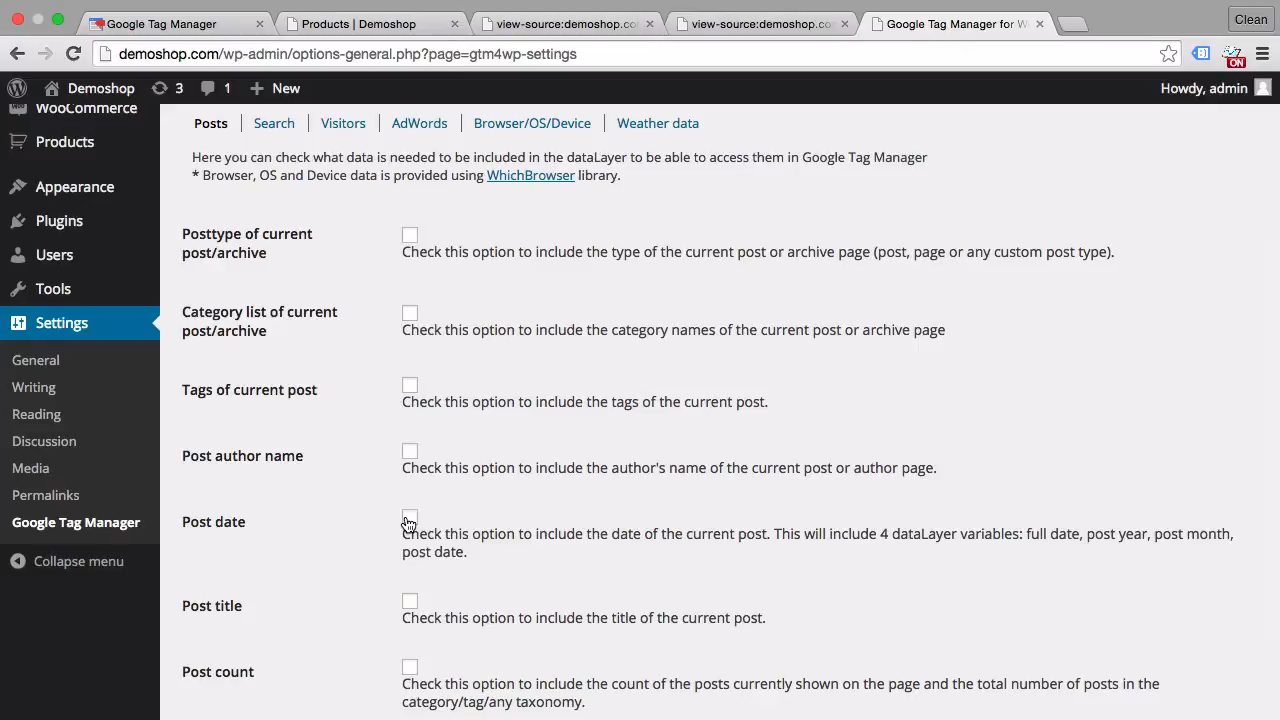 Google Tag Manager
Products | Demoshop
view-source:demoshop.co
view-source:demoshop.co
Google Tag Manager for W
Clean
demoshop.com/wp-admin/options-general.php?page=gtm4wp-settings
ON
Demoshop
3
1
New
Howdy, admin
WooCommerce
Products
Appearance
Plugins
Users
Tools
Settings
General
Writing
Reading
Discussion
Media
Permalinks
Google Tag Manager
Collapse menu
Posts | Search | Visitors | AdWords | Browser/OS/Device | Weather data
Here you can check what data is needed to be included in the dataLayer to be able to access them in Google Tag Manager
* Browser, OS and Device data is provided using WhichBrowser library.
Posttype of current
post/archive
Check this option to include the type of the current post or archive page (post, page or any custom post type).
Category list of current
post/archive
Check this option to include the category names of the current post or archive page
Tags of current post
Check this option to include the tags of the current post.
Post author name
Check this option to include the author's name of the current post or author page.
Post date
Check this option to include the date of the current post. This will include 4 dataLayer variables: full date, post year, post month,
post date.
Post title
Check this option to include the title of the current post.
Post count
Check this option to include the count of the posts currently shown on the page and the total number of posts in the
category/tag/any taxonomy.